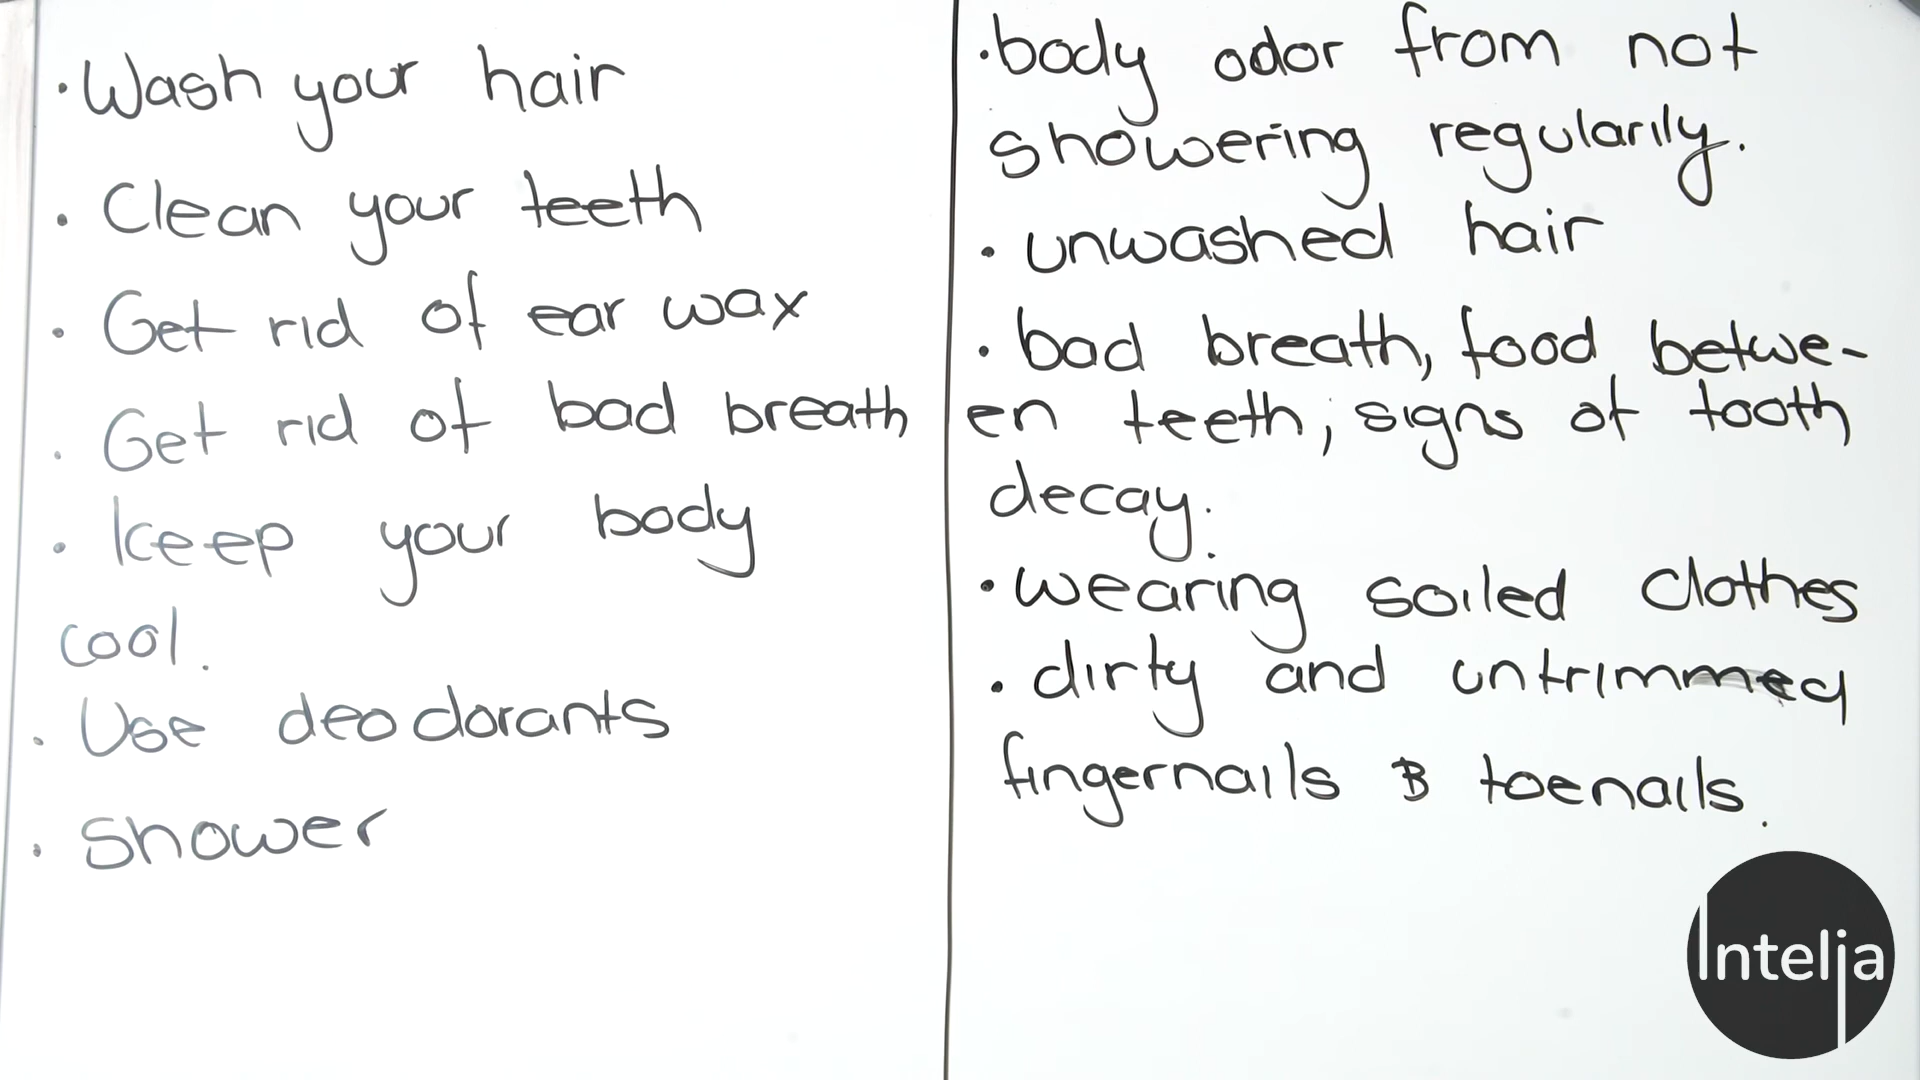 ·Wash your hair
· Clean your teeth
· Get rid of ear wax
· Get rid of bad breath
· Keep your body
cool.
· Use deodorants
· Shower
·body odor from not
showering regularily.
· unwashed hair
· bad breath, food betwe-
en teeth, signs of tooth
decay.
·wearing soiled clothes
· dirty and untrimmed
fingernails & toenails.
Intelja